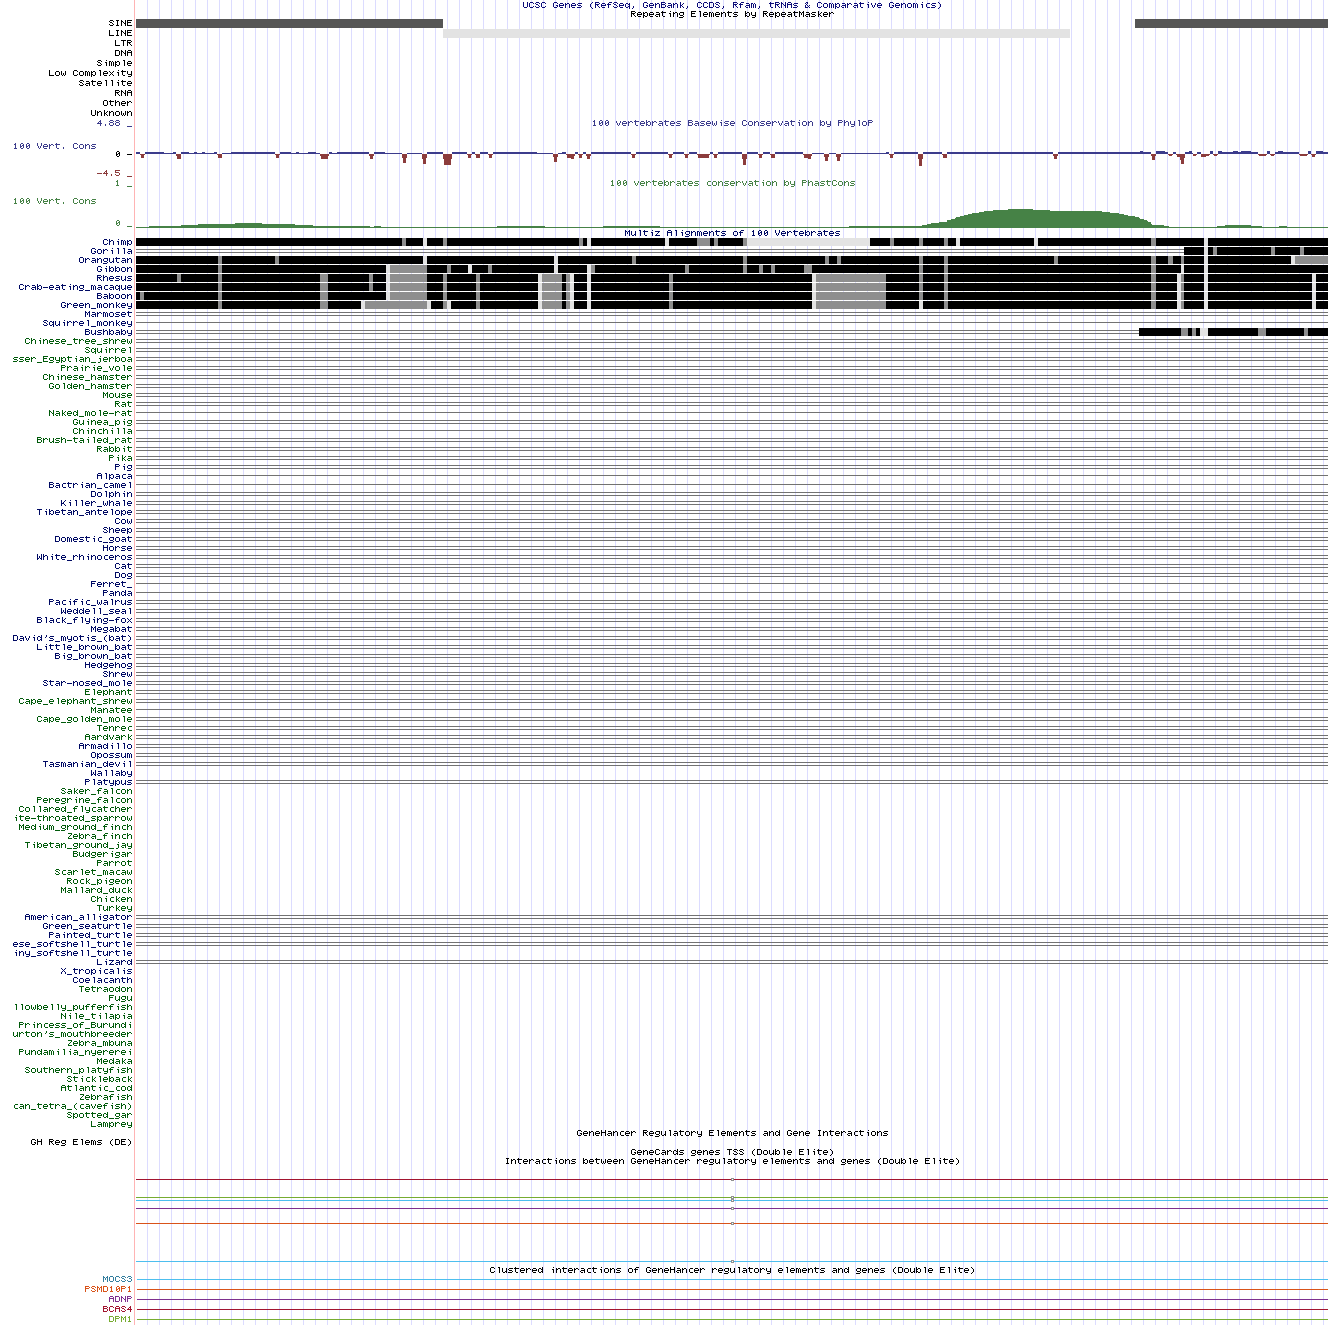 UCSC Genes (RefSeq, GenBank, CCDS, Rfam, tRNAs & Comparative Genomics)
Repeating Elements by RepeatMasker
SINE
LINE
LTR
DNA
Simple
Low Complexity
Satellite
RNA
Other
Unknown
100 vertebrates Basewise Conservation by PhyloP
4.88 _
100 Vert. Cons
0 -
-4.5 _
100 vertebrates conservation by PhastCons
1 _
100 Vert. Cons
0 _
Multiz Alignments of 100 Vertebrates
Chimp
Gorilla
Orangutan
Gibbon
Rhesus
Crab-eating_macaque
Baboon
Green_monkey
Marmoset
Squirrel_monkey
Bushbaby
Chinese_tree_shrew
Squirrel
sser_Egyptian_jerboa
Prairie_vole
Chinese_hamster
Golden_hamster
Mouse
Rat
Naked_mole-rat
Guinea_pig
Chinchilla
Brush-tailed_rat
Rabbit
Pika
Pig
Alpaca
Bactrian_camel
Dolphin
Killer_whale
Tibetan_antelope
Cow
Sheep
Domestic_goat
Horse
White_rhinoceros
Cat
Dog
Ferret_
Panda
Pacific_walrus
Weddell_seal
Black_flying-fox
Megabat
David's_myotis_(bat)
Little_brown_bat
Big_brown_bat
Hedgehog
Shrew
Star-nosed_mole
Elephant
Cape_elephant_shrew
Manatee
Cape_golden_mole
Tenrec
Aardvark
Armadillo
Opossum
Tasmanian_devil
Wallaby
Platypus
Saker_falcon
Peregrine_falcon
Collared_flycatcher
ite-throated_sparrow
Medium_ground_finch
Zebra_finch
Tibetan_ground_jay
Budgerigar
Parrot
Scarlet_macaw
Rock_pigeon
Mallard_duck
Chicken
Turkey
American_alligator
Green_seaturtle
Painted_turtle
ese_softshell_turtle
iny_softshell_turtle
Lizard
X_tropicalis
Coelacanth
Tetraodon
Fugu
llowbelly_pufferfish
Nile_tilapia
Princess_of_Burundi
urton's_mouthbreeder
Zebra_mbuna
Pundamilia_nyererei
Medaka
Southern_platyfish
Stickleback
Atlantic_cod
Zebrafish
can_tetra_(cavefish)
Spotted_gar
Lamprey
GeneHancer Regulatory Elements and Gene Interactions
GH Reg Elems (DE)
GeneCards genes TSS (Double Elite)
Interactions between GeneHancer regulatory elements and genes (Double Elite)
Clustered interactions of GeneHancer regulatory elements and genes (Double Elite)
MOCS3
PSMD10P1
ADNP
BCAS4
DPM1